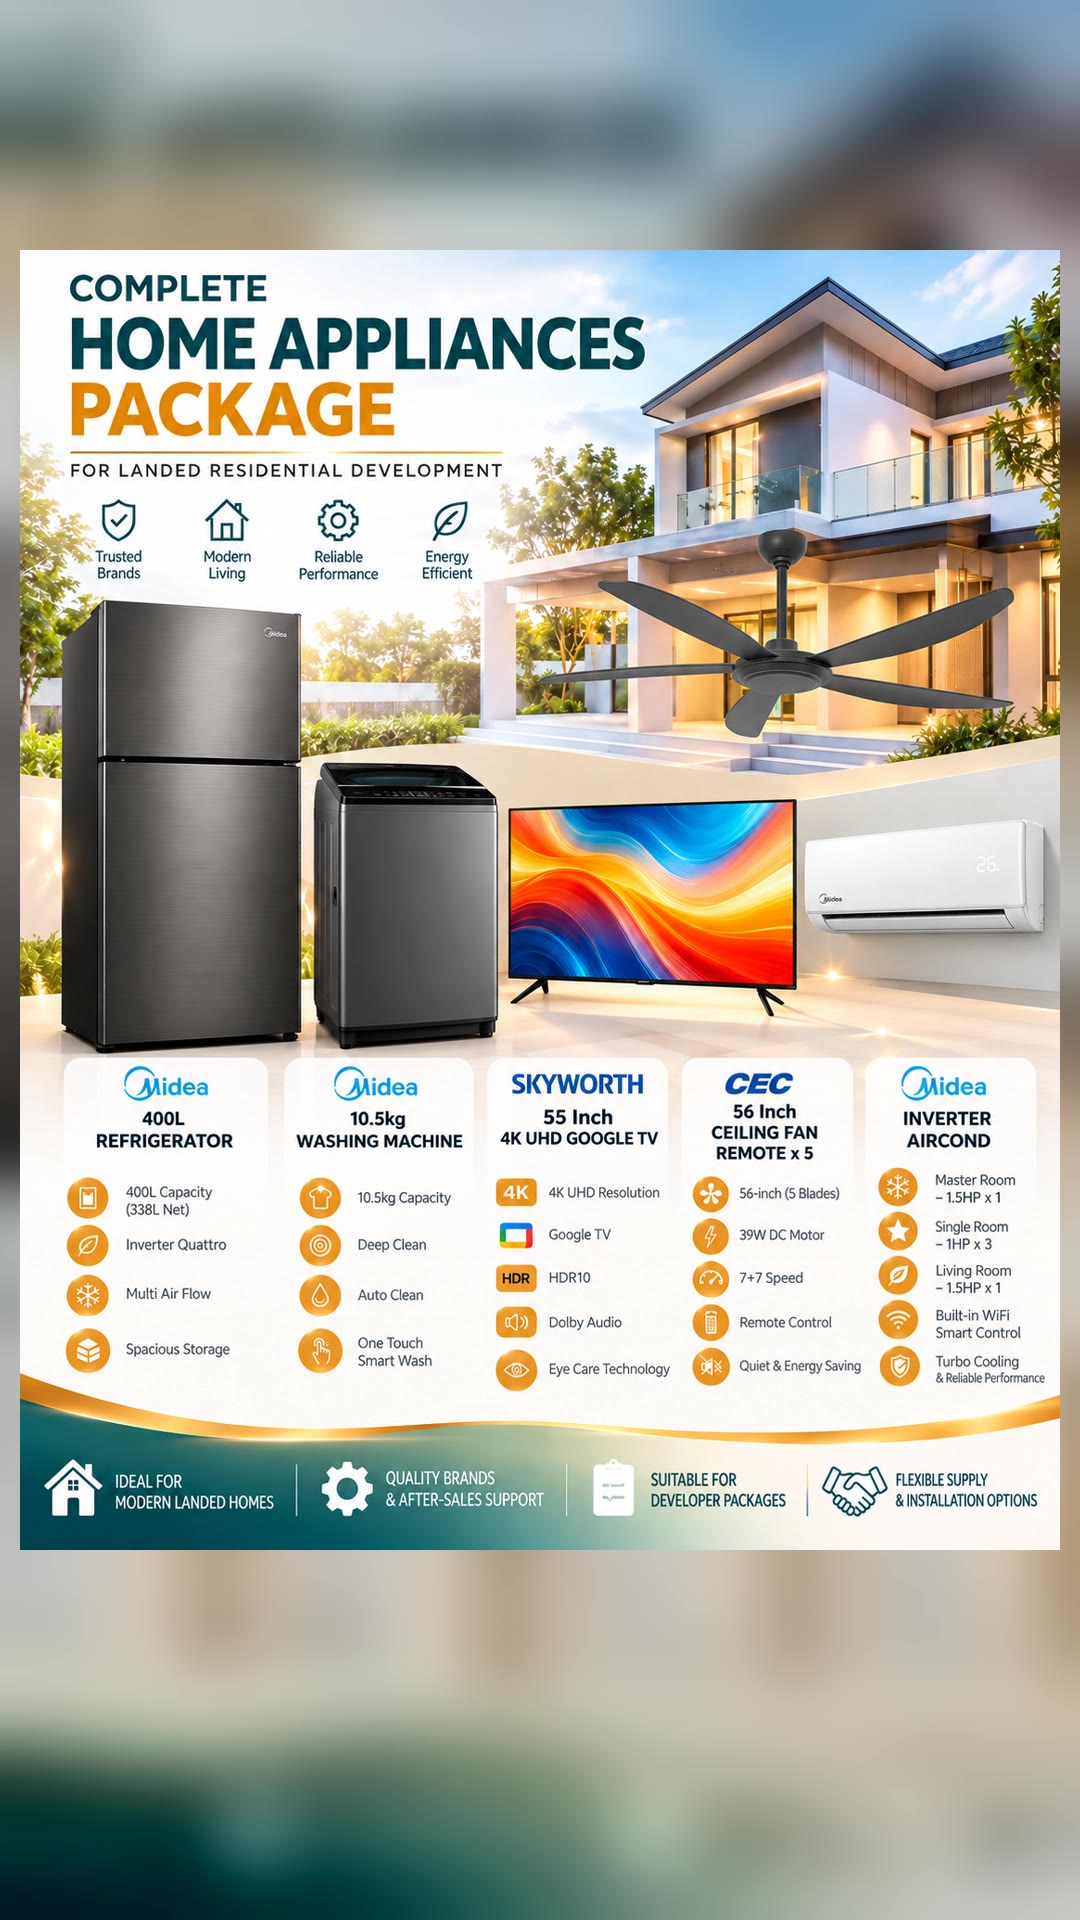 COMPLETE
HOME APPLIANCES
PACKAGE
FOR LANDED RESIDENTIAL DEVELOPMENT
Trusted
Brands
Modern
Living
Reliable
Performance
Energy
Efficient
Midea
26
Midea
Midea
400L
REFRIGERATOR
400L Capacity
(338L Net)
Inverter Quattro
Multi Air Flow
Spacious Storage
Midea
10.5kg
WASHING MACHINE
10.5kg Capacity
Deep Clean
Auto Clean
One Touch
Smart Wash
SKYWORTH
55 Inch
4K UHD GOOGLE TV
4K 4K UHD Resolution
Google TV
HDR HDR10
Dolby Audio
Eye Care Technology
CEC
56 Inch
CEILING FAN
REMOTE x 5
56-inch (5 Blades)
39W DC Motor
7+7 Speed
Remote Control
Quiet & Energy Saving
Midea
INVERTER
AIRCOND
Master Room
– 1.5HP x 1
Single Room
– 1HP x 3
Living Room
– 1.5HP x 1
Built-in WiFi
Smart Control
Turbo Cooling
& Reliable Performance
IDEAL FOR
MODERN LANDED HOMES
QUALITY BRANDS
& AFTER-SALES SUPPORT
SUITABLE FOR
DEVELOPER PACKAGES
FLEXIBLE SUPPLY
& INSTALLATION OPTIONS